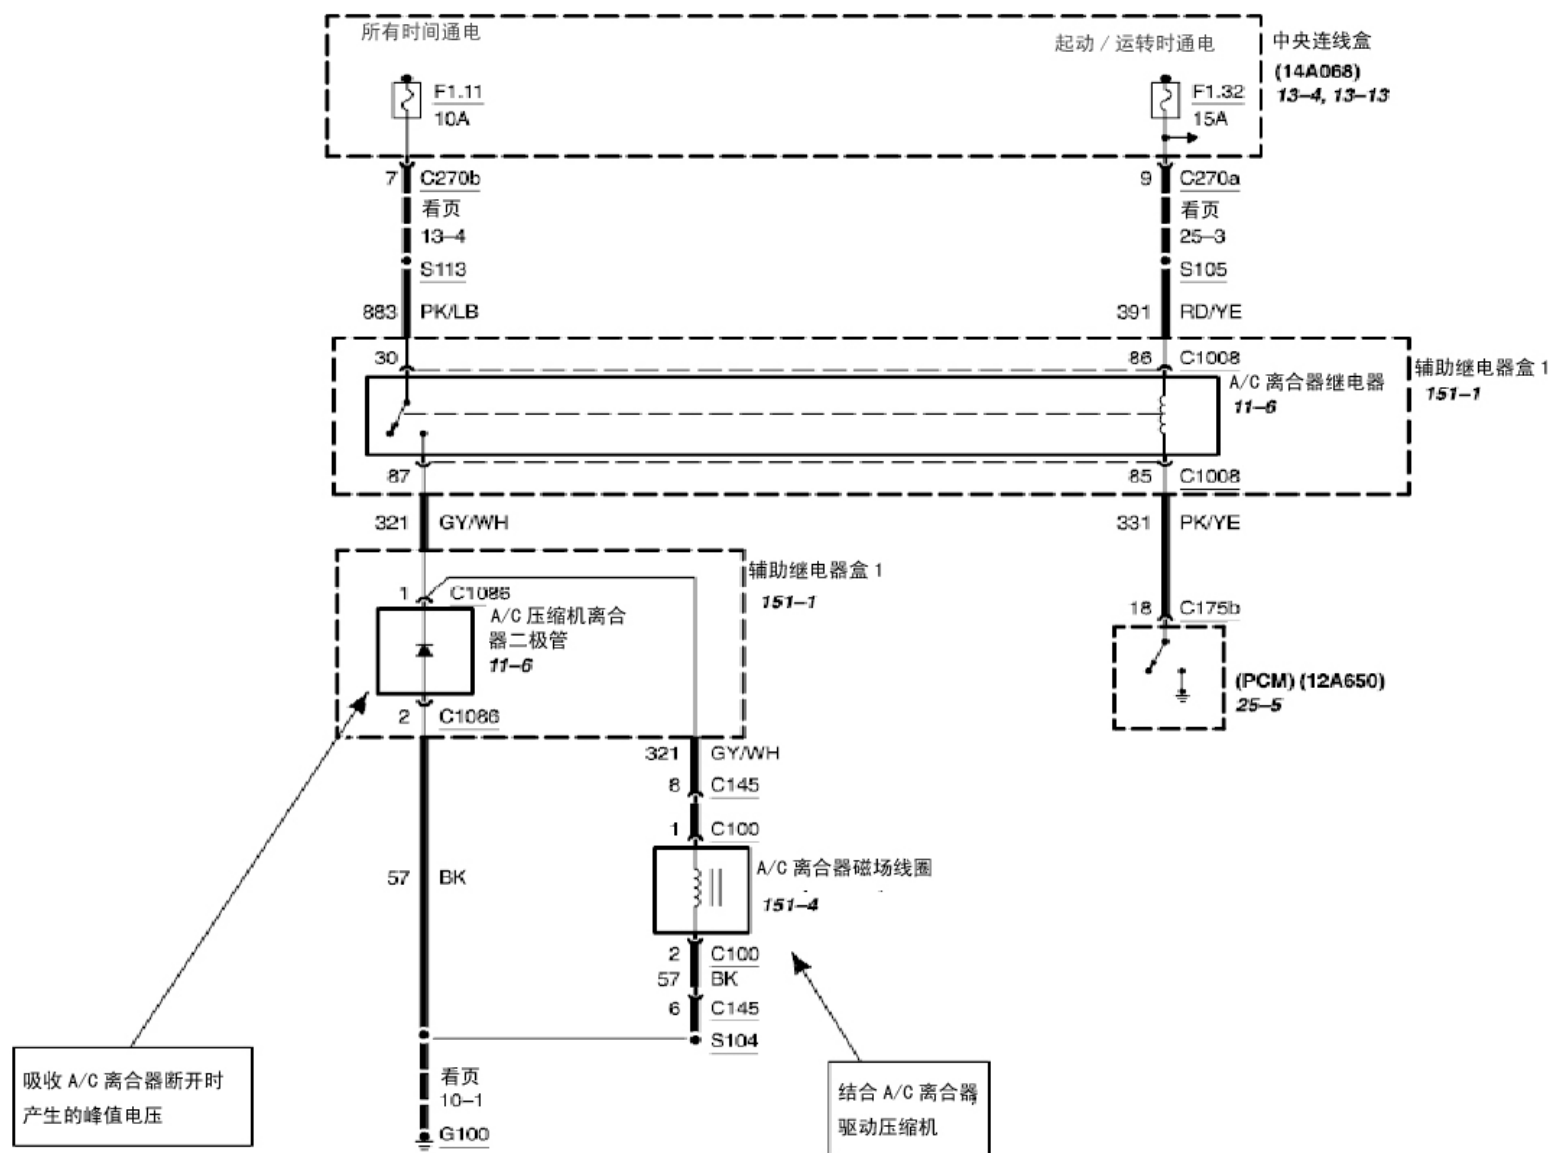 所有时间通电
起动 / 运转时通电
中央连线盒
(14A068)
13–4, 13–13
F1.11
10A
F1.32
15A
7 C270b
看页
13–4
S113
883 PK/LB
9 C270a
看页
25–3
S105
391 RD/YE
30
86 C1008
A/C 离合器继电器
11–6
辅助继电器盒 1
151–1
87
85 C1008
321 GY/WH
331 PK/YE
辅助继电器盒 1
151–1
1 C1086
A/C 压缩机离合
器二极管
11–6
2 C1086
18 C175b
(PCM) (12A650)
25–5
321 GY/WH
8 C145
1 C100
A/C 离合器磁场线圈
151–4
57 BK
2 C100
57 BK
6 C145
S104
看页
10–1
G100
吸收 A/C 离合器断开时
产生的峰值电压
结合 A/C 离合器,
驱动压缩机